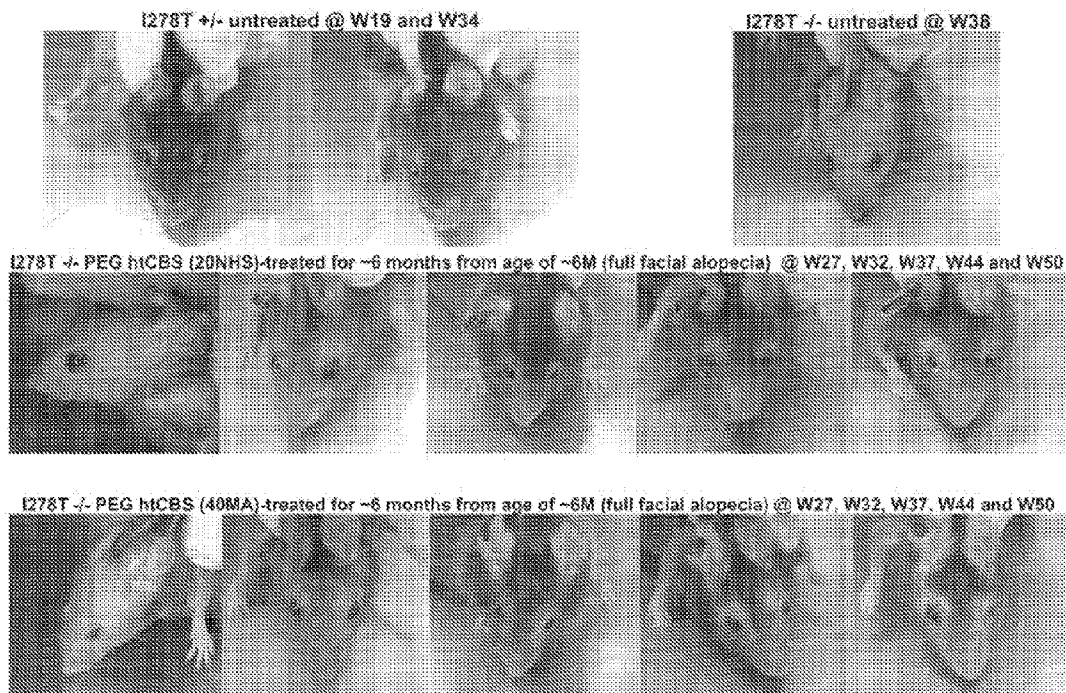 I278T +/- untreated @ W19 and W34
I278T -/- untreated @ W38
I278T -/- PEG htCBS (20NHS)-treated for ~6 months from age of ~6M (full facial alopecia) @ W27, W32, W37, W44 and W50
I278T -/- PEG htCBS (40MA)-treated for ~6 months from age of ~6M (full facial alopecia) @ W27, W32, W37, W44 and W50